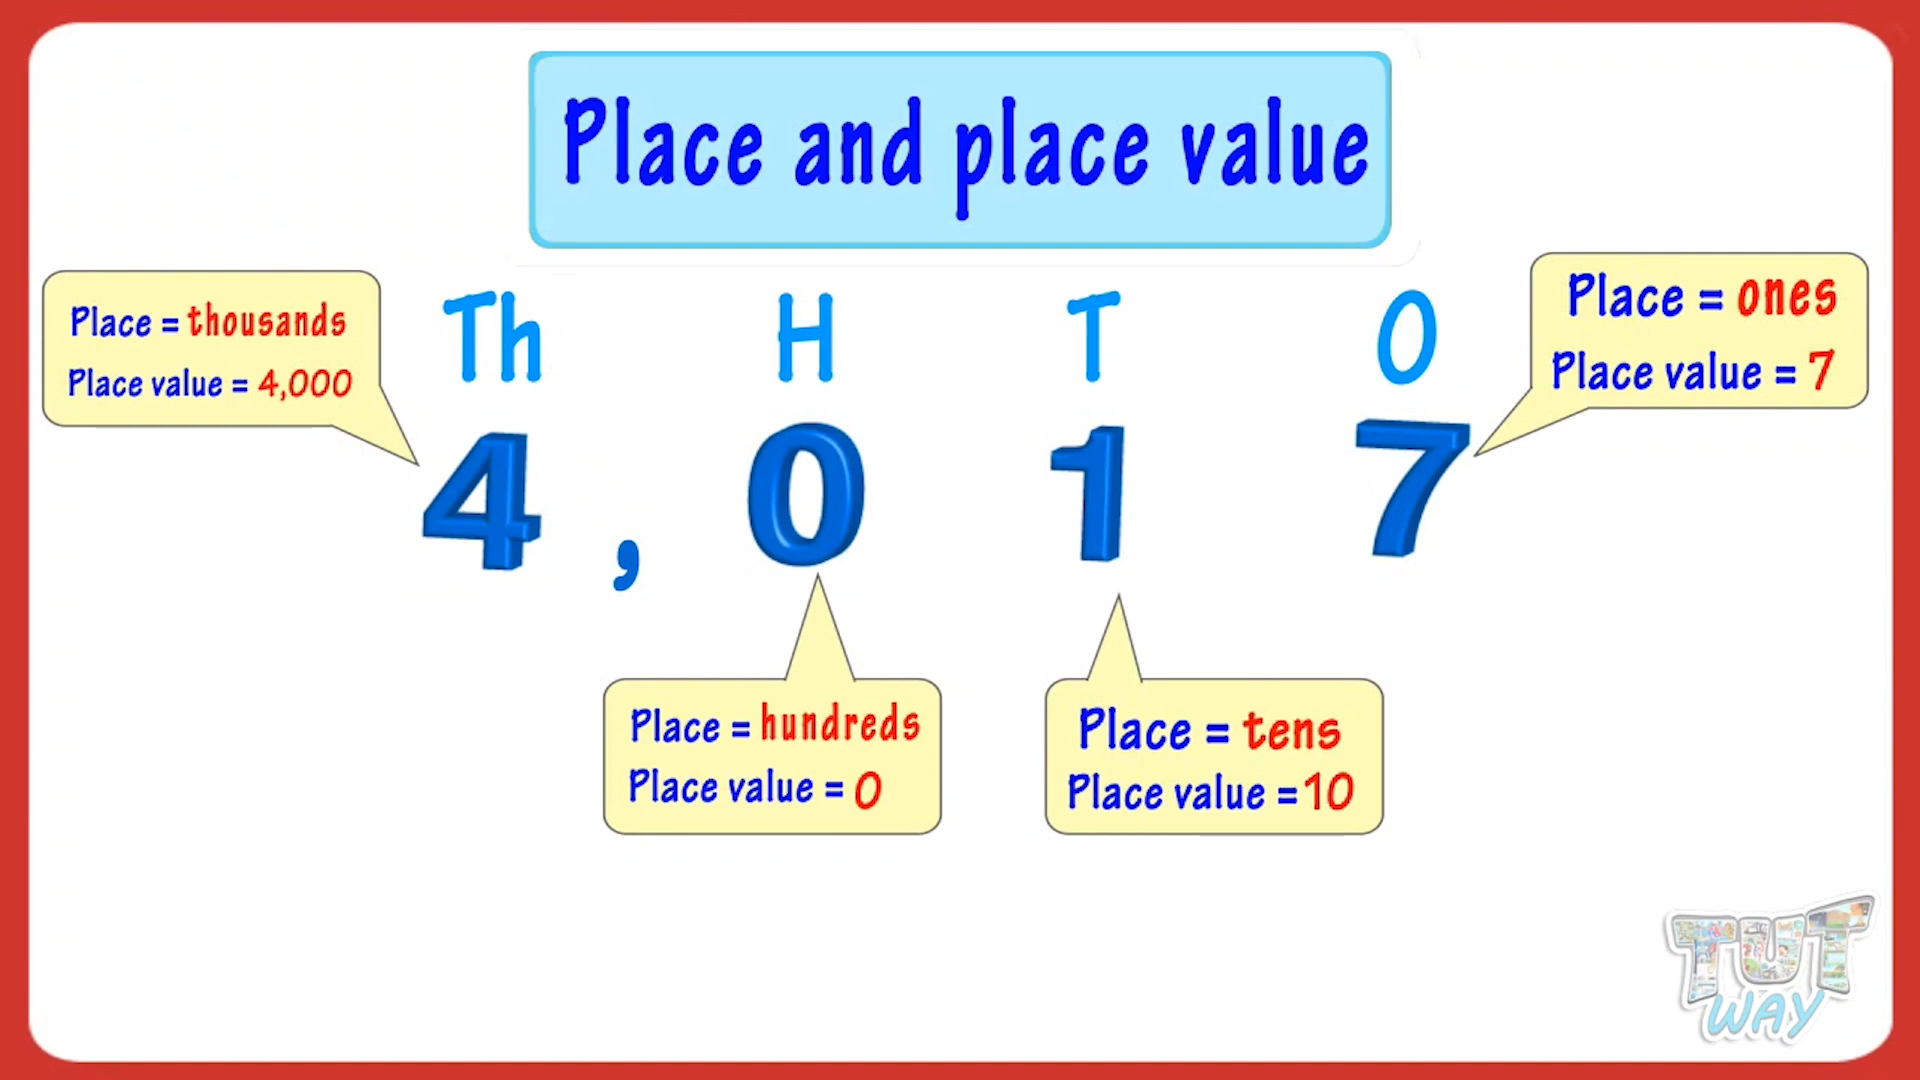 Place and place value
Place = thousands
Place value = 4,000
Th H T O
Place = ones
Place value = 7
4,017
Place = hundreds
Place value = 0
Place = tens
Place value =10
TUT
WAY